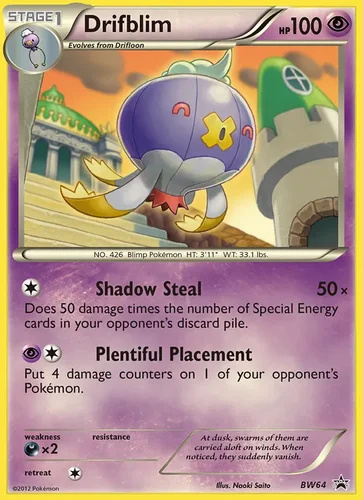 STAGE1
Drifblim
HP100
Evolves from Drifloon
NO. 426 Blimp Pokémon HT: 3'11" WT: 33.1 lbs.
Shadow Steal 50×
Does 50 damage times the number of Special Energy
cards in your opponent's discard pile.
Plentiful Placement
Put 4 damage counters on 1 of your opponent's
Pokémon.
weakness resistance
×2
retreat
At dusk, swarms of them are
carried aloft on winds. When
noticed, they suddenly vanish.
©2012 Pokémon
Illus. Naoki Saito
BW64